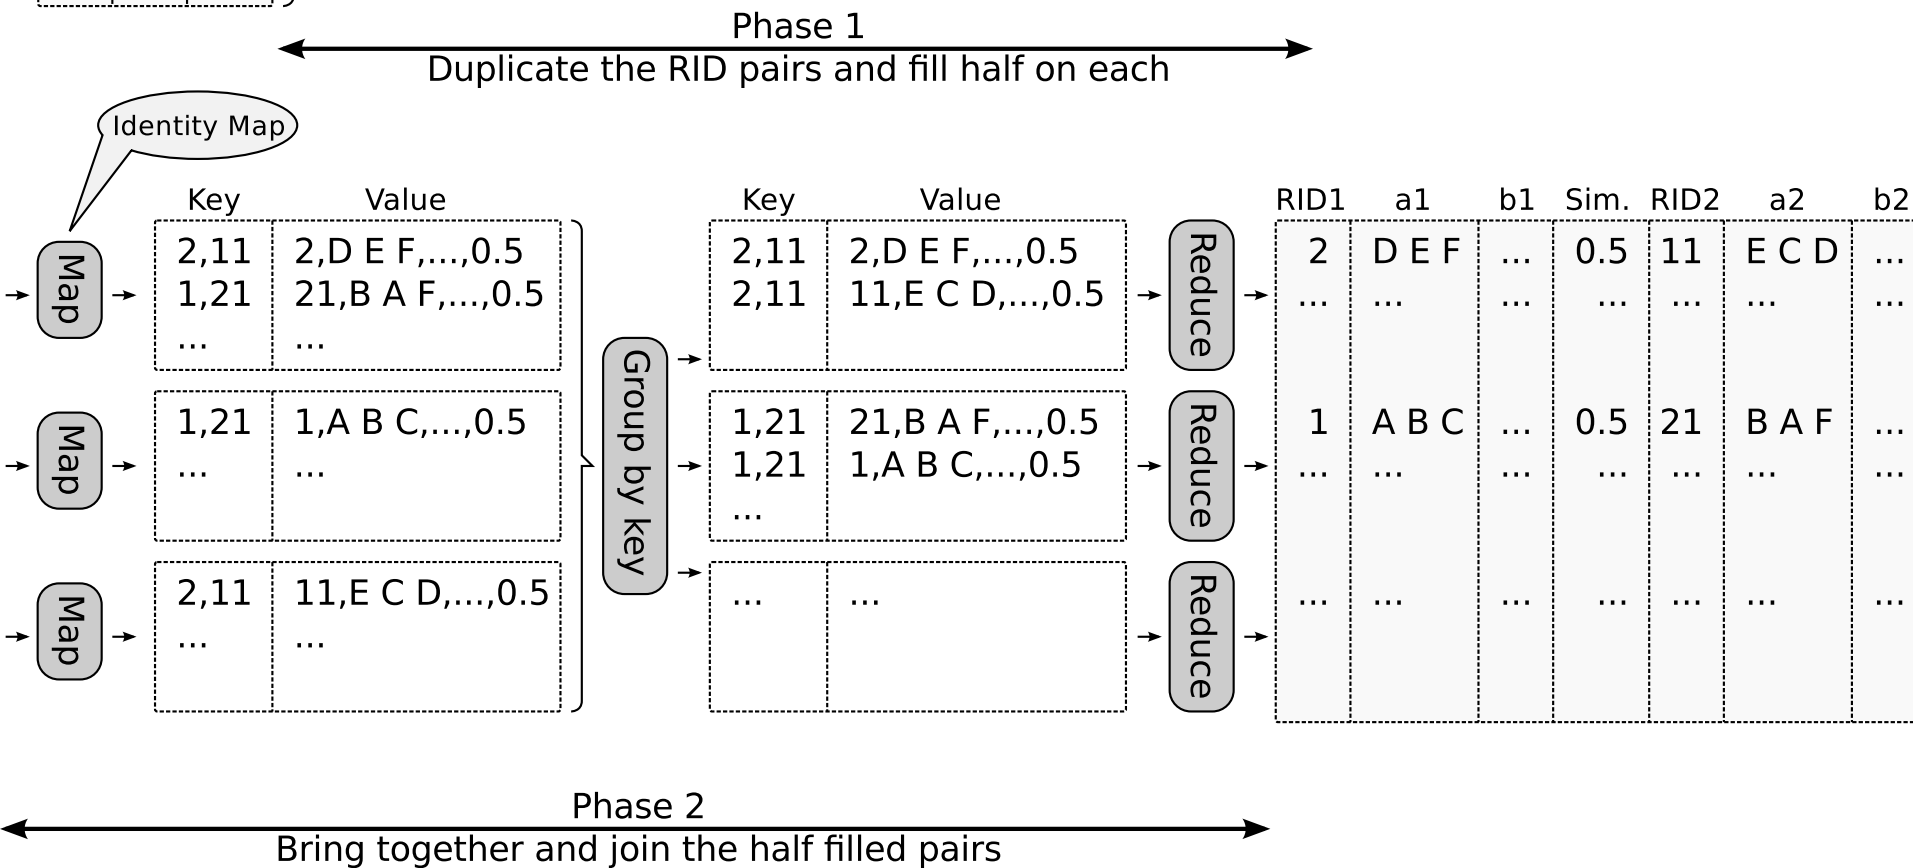 Phase 1
Duplicate the RID pairs and fill half on each
Identity Map
Key Value Key Value RID1 a1 b1 Sim. RID2 a2 b2
Map
2,11 2,D E F,...,0.5
1,21 21,B A F,...,0.5
... ...
Map
1,21 1,A B C,...,0.5
... ...
Map
2,11 11,E C D,...,0.5
... ...
Group by key
2,11 2,D E F,...,0.5
2,11 11,E C D,...,0.5
1,21 21,B A F,...,0.5
1,21 1,A B C,...,0.5
...
... ...
Reduce
Reduce
Reduce
2 D E F ... 0.5 11 E C D ...
... ... ... ... ... ... ...
1 A B C ... 0.5 21 B A F ...
... ... ... ... ... ... ...
... ... ... ... ... ... ...
Phase 2
Bring together and join the half filled pairs